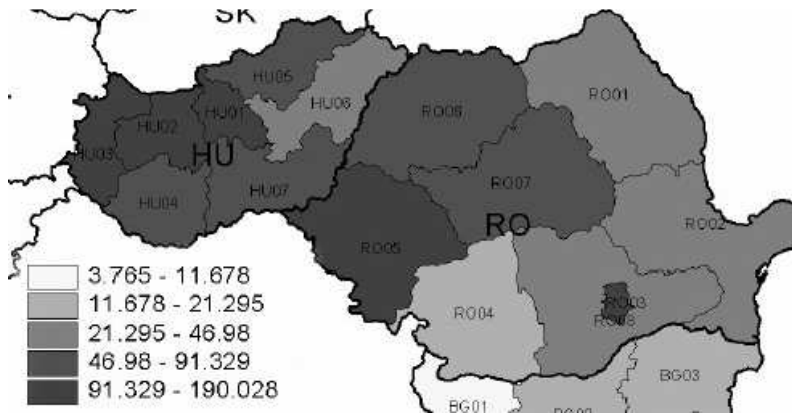 SK
HU05
HU06
RO01
HU01
HU02
RO06
HU03
HU
RO07
HU07
HU04
RO
RO02
RO05
3.765 - 11.678
11.678 - 21.295
21.295 - 46.98
46.98 - 91.329
91.329 - 190.028
RO03
RO08
RO04
BG03
BG01